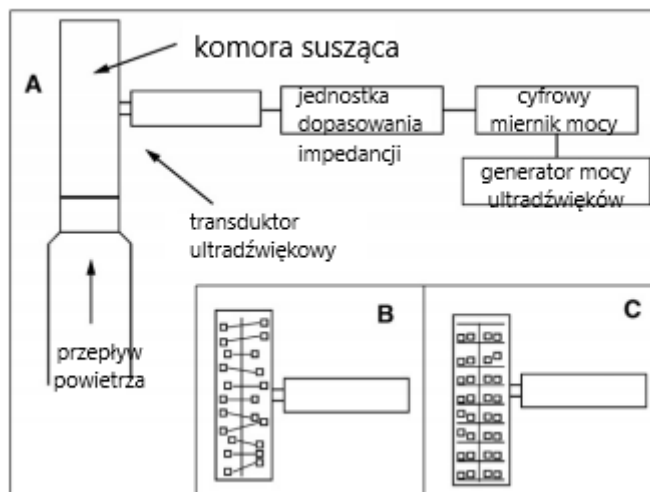 komora susząca
A
jednostka
dopasowania
impedancji
cyfrowy
miernik mocy
generator mocy
ultradźwięków
transduktor
ultradźwiękowy
przepływ
powietrza
B
C